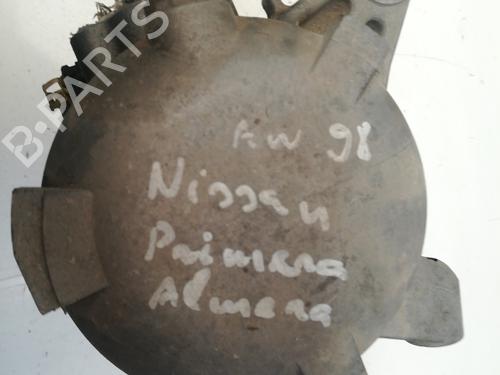 B-PARTS
AW 98
Nissan
Primera
Almera